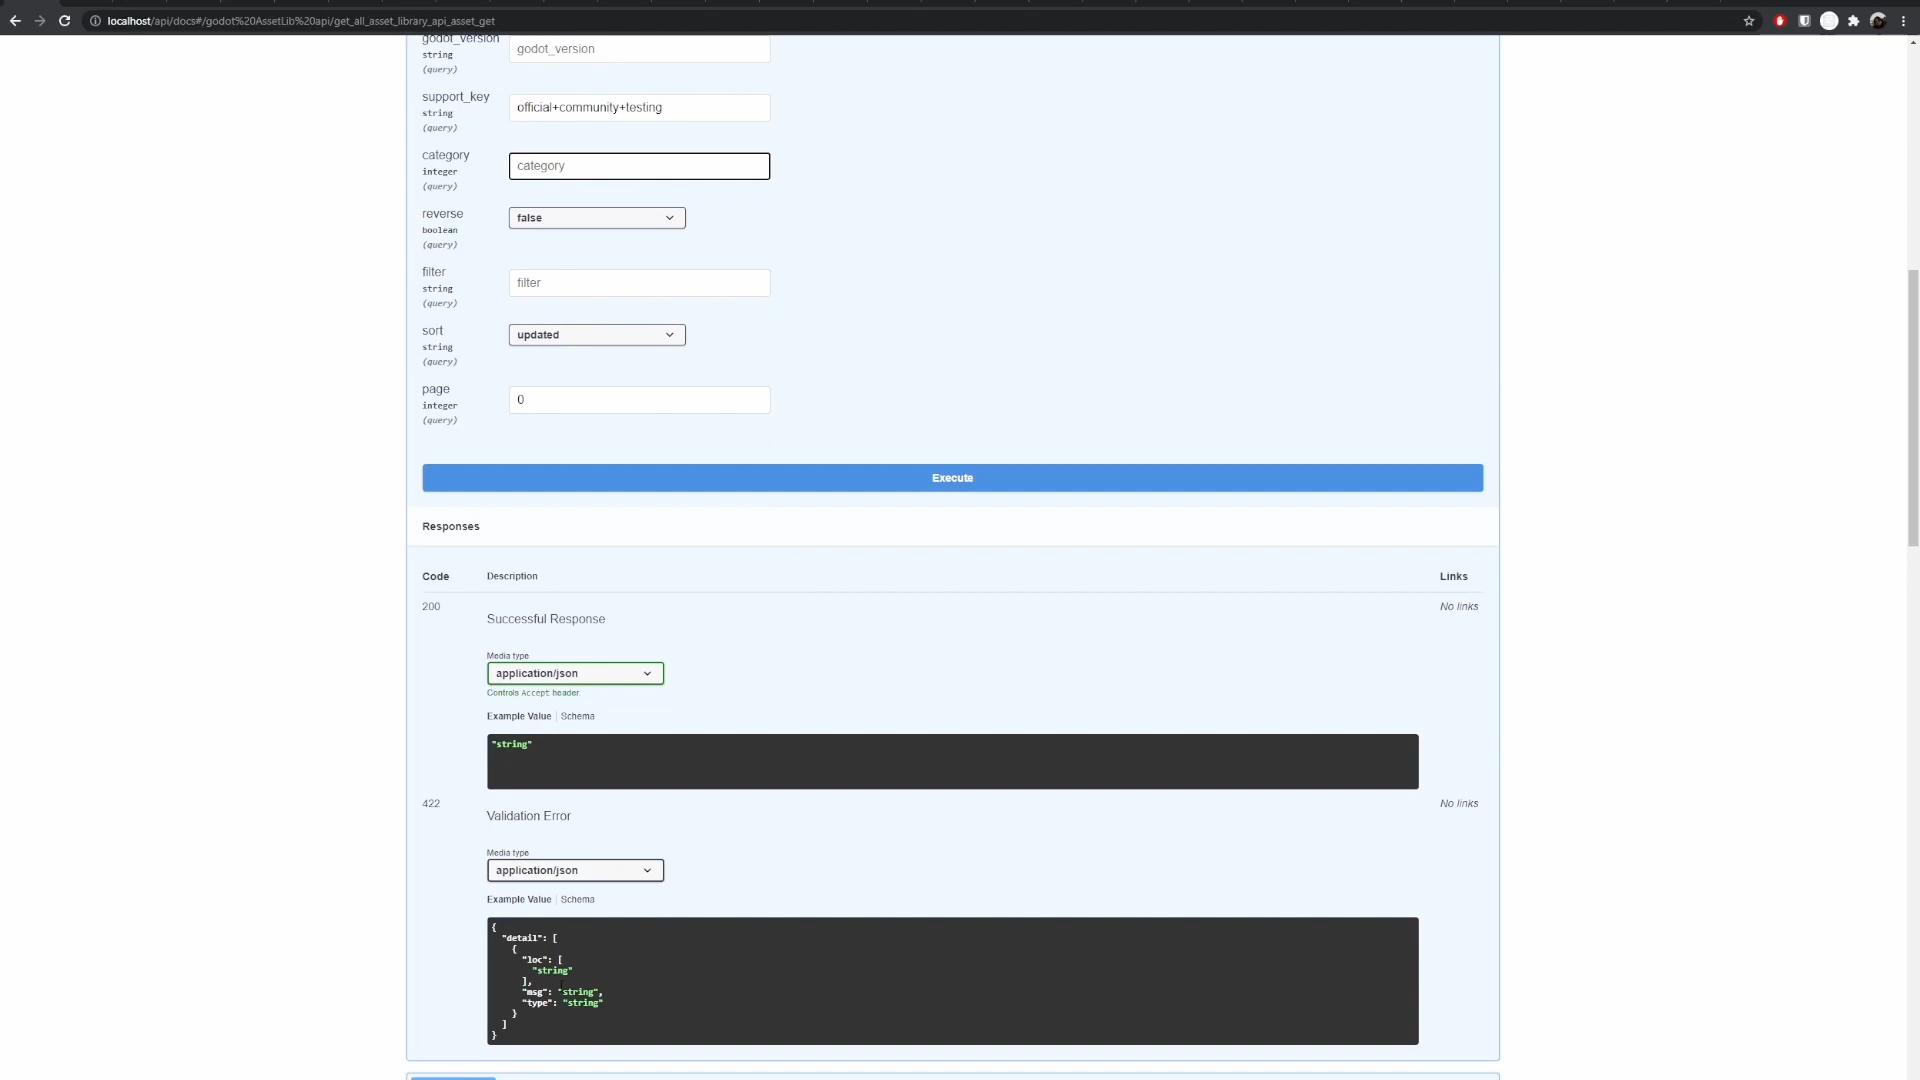 localhost/api/docs#/godot%20AssetLib%20api/get_all_asset_library_api_asset_get
godot_version
godot_version
string
(query)
support_key
official+community+testing
string
(query)
category
category
integer
(query)
reverse
false
boolean
(query)
filter
filter
string
(query)
sort
updated
string
(query)
page
0
integer
(query)
Execute
Responses
Code Description Links
200 No links
Successful Response
Media type
application/json
Controls Accept header.
Example Value Schema
"string"
422 No links
Validation Error
Media type
application/json
Example Value Schema
{
"detail": [
{
"loc": [
"string"
],
"msg": "string",
"type": "string"
}
]
}